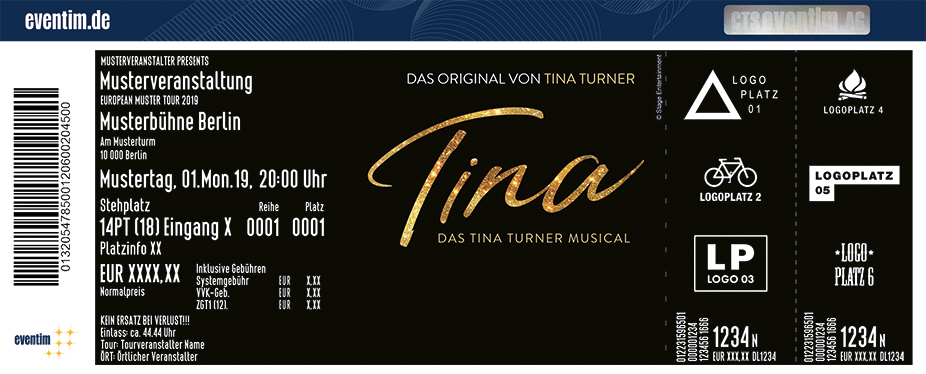 eventim.de
CTS eventim AG
013205478500120600204500
eventim
MUSTERVERANSTALTER PRESENTS
Musterveranstaltung
EUROPEAN MUSTER TOUR 2019
Musterbühne Berlin
Am Musterturm
10 000 Berlin
Mustertag, 01.Mon.19, 20:00 Uhr
Stehplatz Reihe Platz
14PT (18) Eingang X 0001 0001
Platzinfo XX
EUR XXXX,XX
Normalpreis
Inklusive Gebühren
Systemgebühr EUR X,XX
VVK-Geb. EUR X,XX
ZGT1 (12). EUR X,XX
KEIN ERSATZ BEI VERLUST!!!
Einlass: ca. 44.44 Uhr
Tour: Tourveranstalter Name
ÖRT: Örtlicher Veranstalter
DAS ORIGINAL VON TINA TURNER
Tina
DAS TINA TURNER MUSICAL
© Stage Entertainment
LOGO
PLATZ
01
LOGOPLATZ 2
LP
LOGO 03
012231596501
000001234
123456 1666
1234 N
EUR XXX,XX DL1234
LOGOPLATZ 4
LOGOPLATZ
05
LOGO
PLATZ 6
012231596501
000001234
123456 1666
1234 N
EUR XXX,XX DL1234